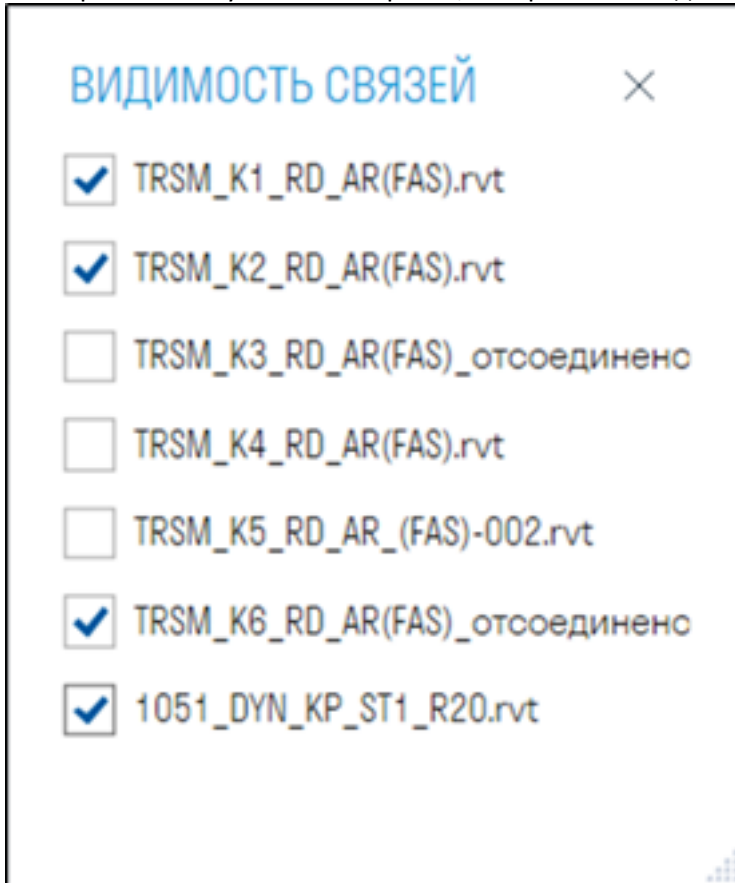 ВИДИМОСТЬ СВЯЗЕЙ
TRSM_K1_RD_AR(FAS).rvt
TRSM_K2_RD_AR(FAS).rvt
TRSM_K3_RD_AR(FAS)_отсоединено
TRSM_K4_RD_AR(FAS).rvt
TRSM_K5_RD_AR_(FAS)-002.rvt
TRSM_K6_RD_AR(FAS)_отсоединено
1051_DYN_KP_ST1_R20.rvt